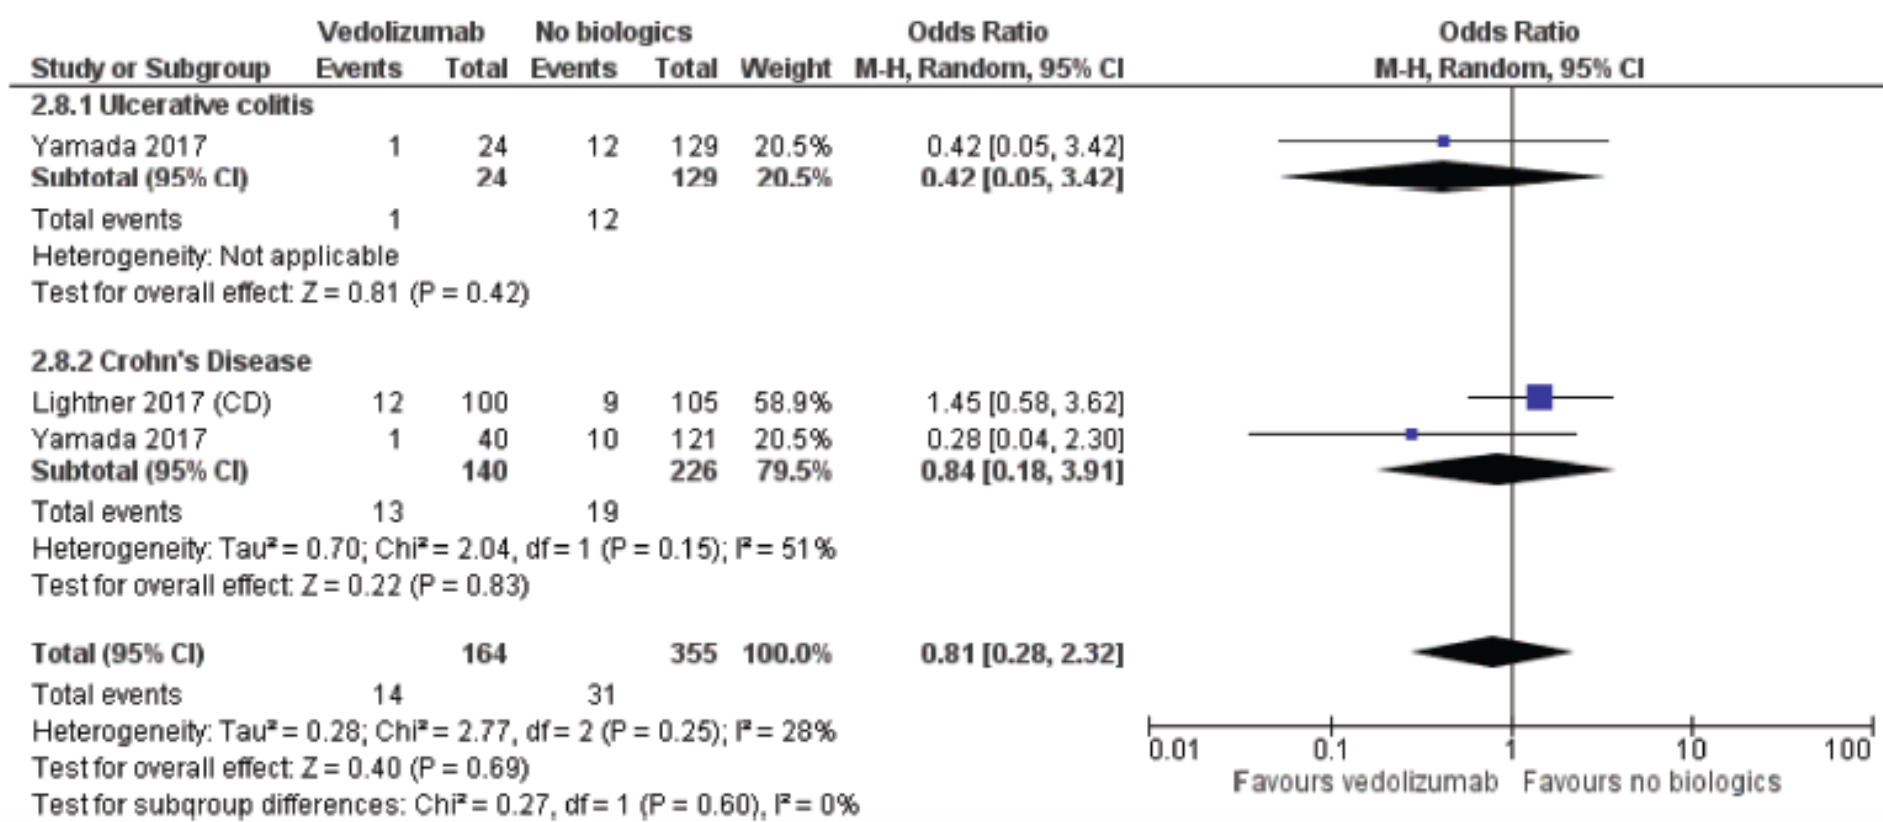 Vedolizumab No biologics Odds Ratio Odds Ratio
Study or Subgroup Events Total Events Total Weight M-H, Random, 95% CI M-H, Random, 95% CI
2.8.1 Ulcerative colitis
Yamada 2017 1 24 12 129 20.5% 0.42 [0.05, 3.42]
Subtotal (95% CI) 24 129 20.5% 0.42 [0.05, 3.42]
Total events 1 12
Heterogeneity: Not applicable
Test for overall effect: Z = 0.81 (P = 0.42)
2.8.2 Crohn's Disease
Lightner 2017 (CD) 12 100 9 105 58.9% 1.45 [0.58, 3.62]
Yamada 2017 1 40 10 121 20.5% 0.28 [0.04, 2.30]
Subtotal (95% CI) 140 226 79.5% 0.84 [0.18, 3.91]
Total events 13 19
Heterogeneity: Tau² = 0.70; Chi² = 2.04, df = 1 (P = 0.15); I² = 51%
Test for overall effect: Z = 0.22 (P = 0.83)
Total (95% CI) 164 355 100.0% 0.81 [0.28, 2.32]
Total events 14 31
Heterogeneity: Tau² = 0.28; Chi² = 2.77, df = 2 (P = 0.25); I² = 28%
Test for overall effect: Z = 0.40 (P = 0.69)
Test for subgroup differences: Chi² = 0.27, df = 1 (P = 0.60), I² = 0%
0.01 0.1 1 10 100
Favours vedolizumab Favours no biologics